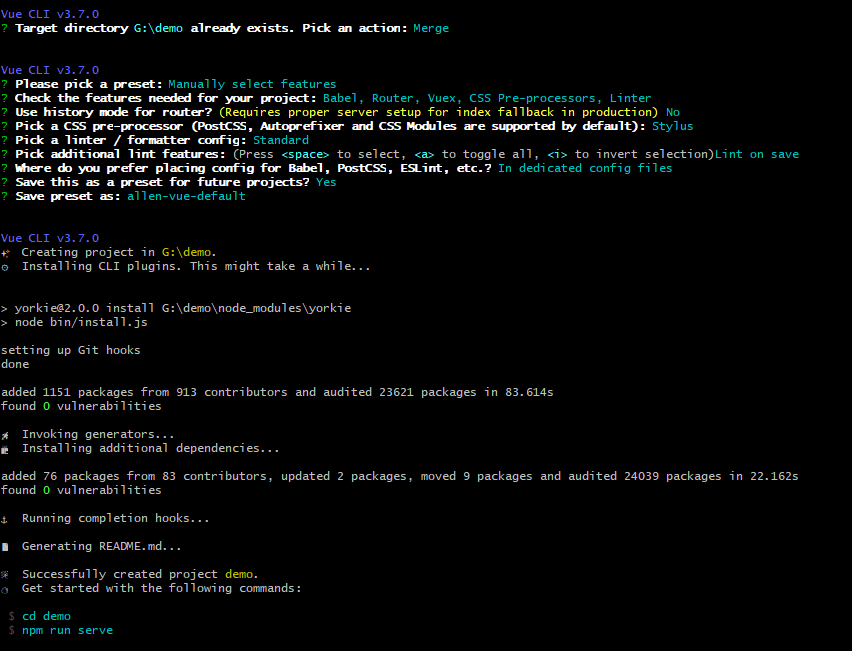 Vue CLI v3.7.0
? Target directory G:\demo already exists. Pick an action: Merge
Vue CLI v3.7.0
? Please pick a preset: Manually select features
? Check the features needed for your project: Babel, Router, Vuex, CSS Pre-processors, Linter
? Use history mode for router? (Requires proper server setup for index fallback in production) No
? Pick a CSS pre-processor (PostCSS, Autoprefixer and CSS Modules are supported by default): Stylus
? Pick a linter / formatter config: Standard
? Pick additional lint features: (Press <space> to select, <a> to toggle all, <i> to invert selection)Lint on save
? Where do you prefer placing config for Babel, PostCSS, ESLint, etc.? In dedicated config files
? Save this as a preset for future projects? Yes
? Save preset as: allen-vue-default
Vue CLI v3.7.0
Creating project in G:\demo.
Installing CLI plugins. This might take a while...
> yorkie@2.0.0 install G:\demo\node_modules\yorkie
> node bin/install.js
setting up Git hooks
done
added 1151 packages from 913 contributors and audited 23621 packages in 83.614s
found 0 vulnerabilities
Invoking generators...
Installing additional dependencies...
added 76 packages from 83 contributors, updated 2 packages, moved 9 packages and audited 24039 packages in 22.162s
found 0 vulnerabilities
Running completion hooks...
Generating README.md...
Successfully created project demo.
Get started with the following commands:
$ cd demo
$ npm run serve